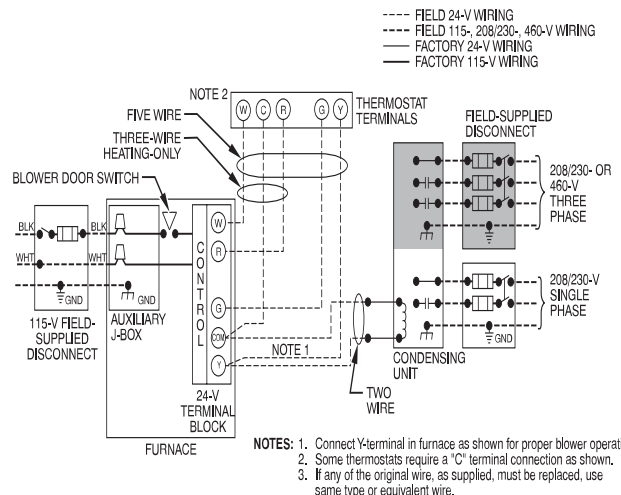 FIELD 24-V WIRING
FIELD 115-, 208/230-, 460-V WIRING
FACTORY 24-V WIRING
FACTORY 115-V WIRING
NOTE 2
W C R G Y
THERMOSTAT
TERMINALS
FIVE WIRE
THREE-WIRE
HEATING-ONLY
BLOWER DOOR SWITCH
FIELD-SUPPLIED
DISCONNECT
208/230- OR
460-V
THREE
PHASE
BLK
BLK
WHT
WHT
GND
GND
CONTROL
W
R
G
COM
Y
NOTE 1
208/230-V
SINGLE
PHASE
GND
115-V FIELD-
SUPPLIED
DISCONNECT
AUXILIARY
J-BOX
24-V
TERMINAL
BLOCK
FURNACE
TWO
WIRE
CONDENSING
UNIT
NOTES: 1. Connect Y-terminal in furnace as shown for proper blower operati
2. Some thermostats require a "C" terminal connection as shown.
3. If any of the original wire, as supplied, must be replaced, use
same type or equivalent wire.